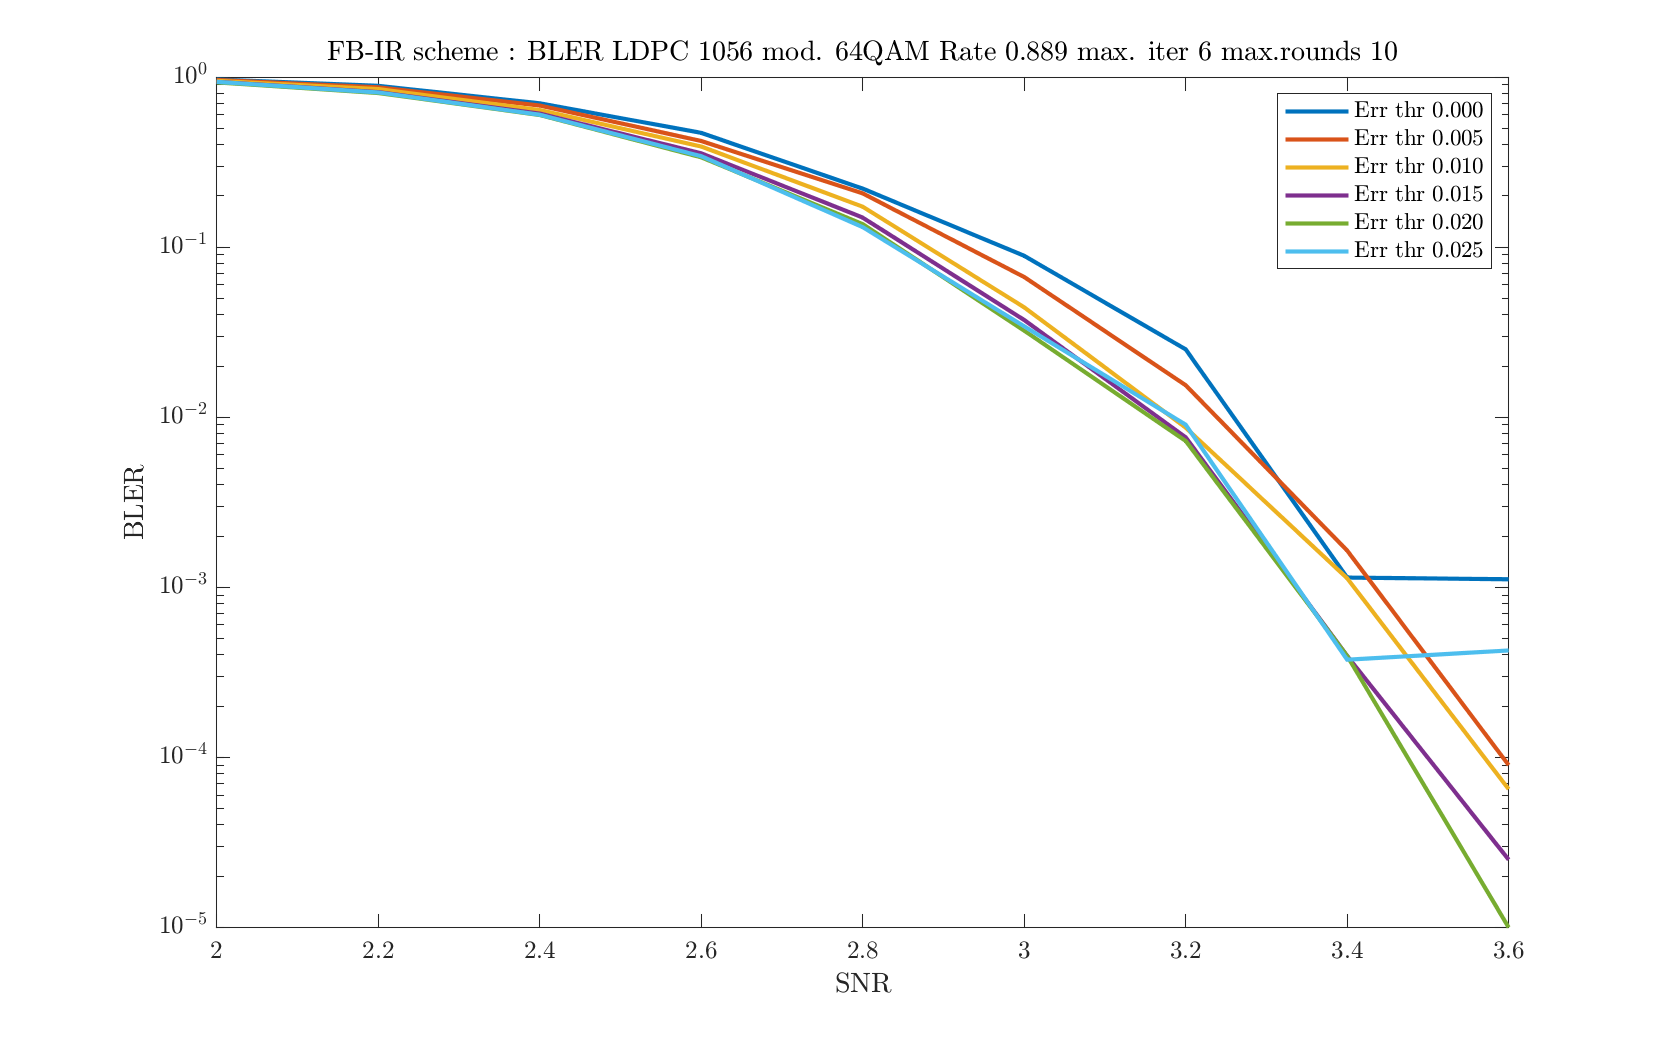 FB-IR scheme : BLER LDPC 1056 mod. 64QAM Rate 0.889 max. iter 6 max.rounds 10
10^0
10^-1
10^-2
10^-3
10^-4
10^-5
BLER
Err thr 0.000
Err thr 0.005
Err thr 0.010
Err thr 0.015
Err thr 0.020
Err thr 0.025
2 2.2 2.4 2.6 2.8 3 3.2 3.4 3.6
SNR